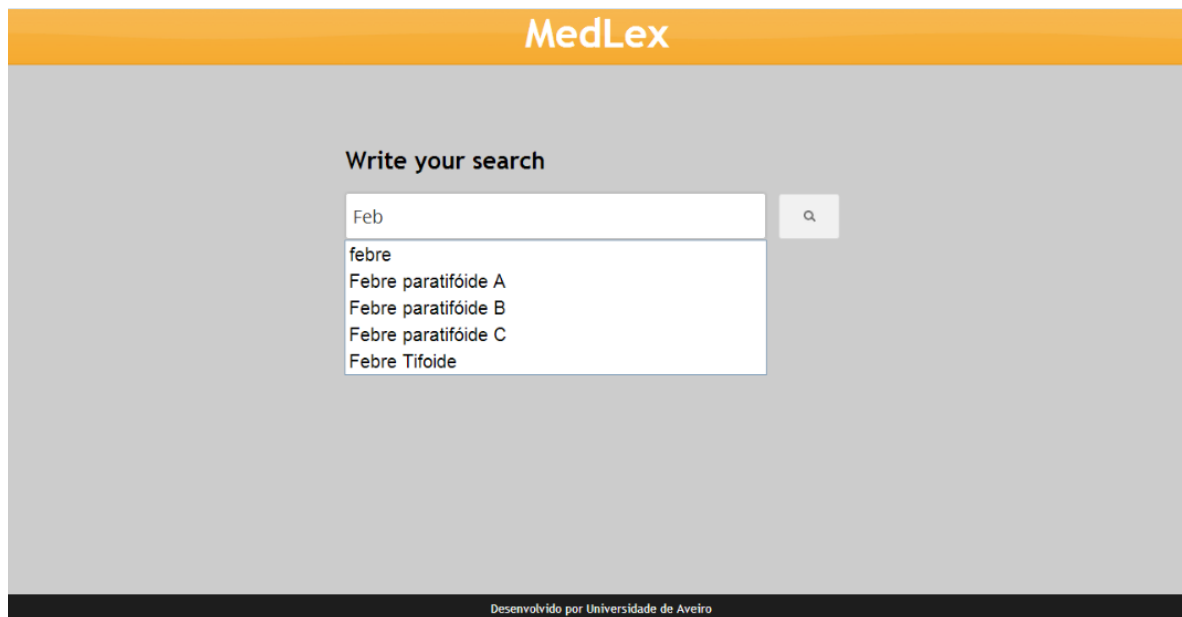 MedLex
Write your search
Feb
febre
Febre paratifóide A
Febre paratifóide B
Febre paratifóide C
Febre Tifoide
Desenvolvido por Universidade de Aveiro